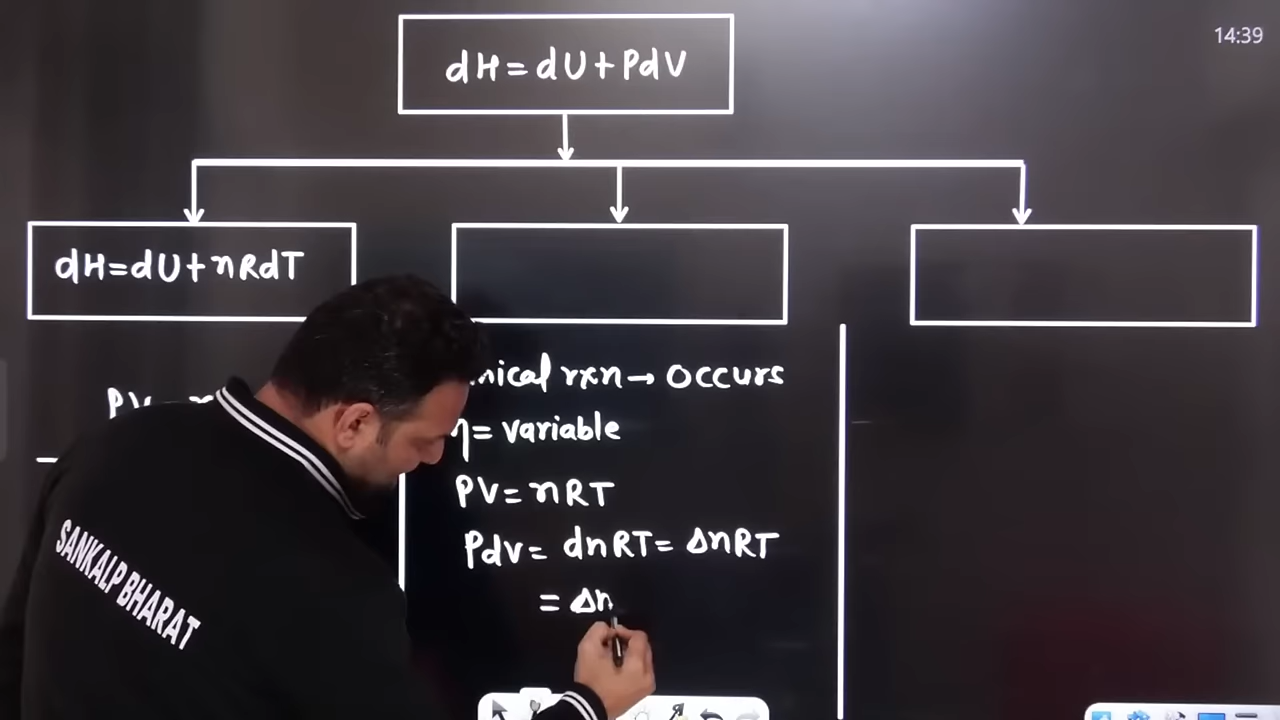 14:39
dH = dU + PdV
dH = dU + nRdT
rxn → Occurs
PV
= variable
PV = nRT
PdV = dnRT = ΔnRT
= Δn
SANKALP BHARAT